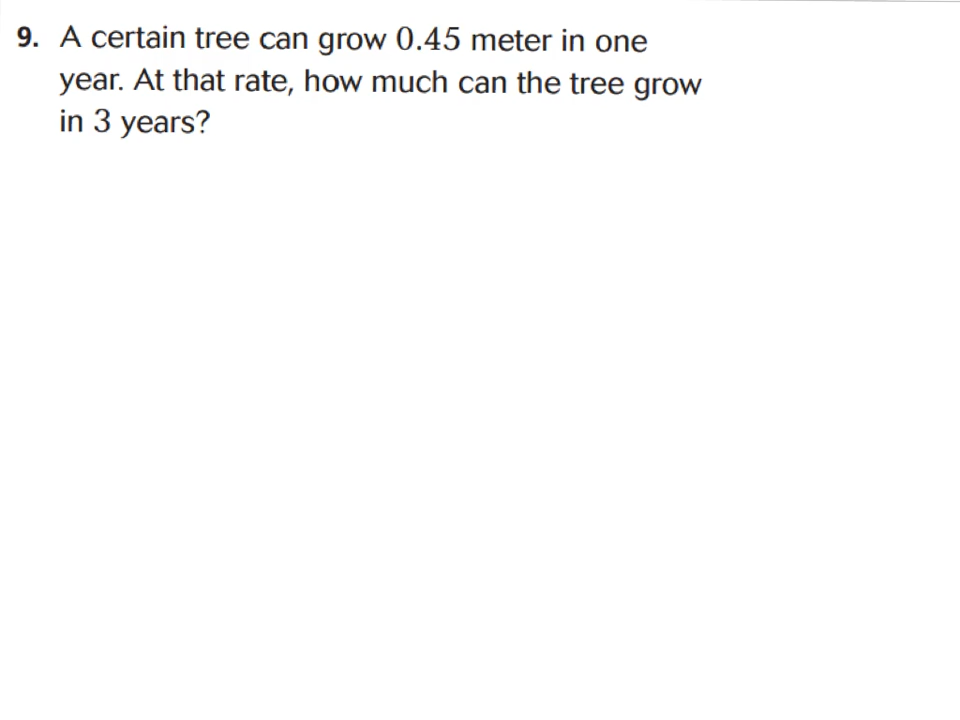 9. A certain tree can grow 0.45 meter in one
year. At that rate, how much can the tree grow
in 3 years?